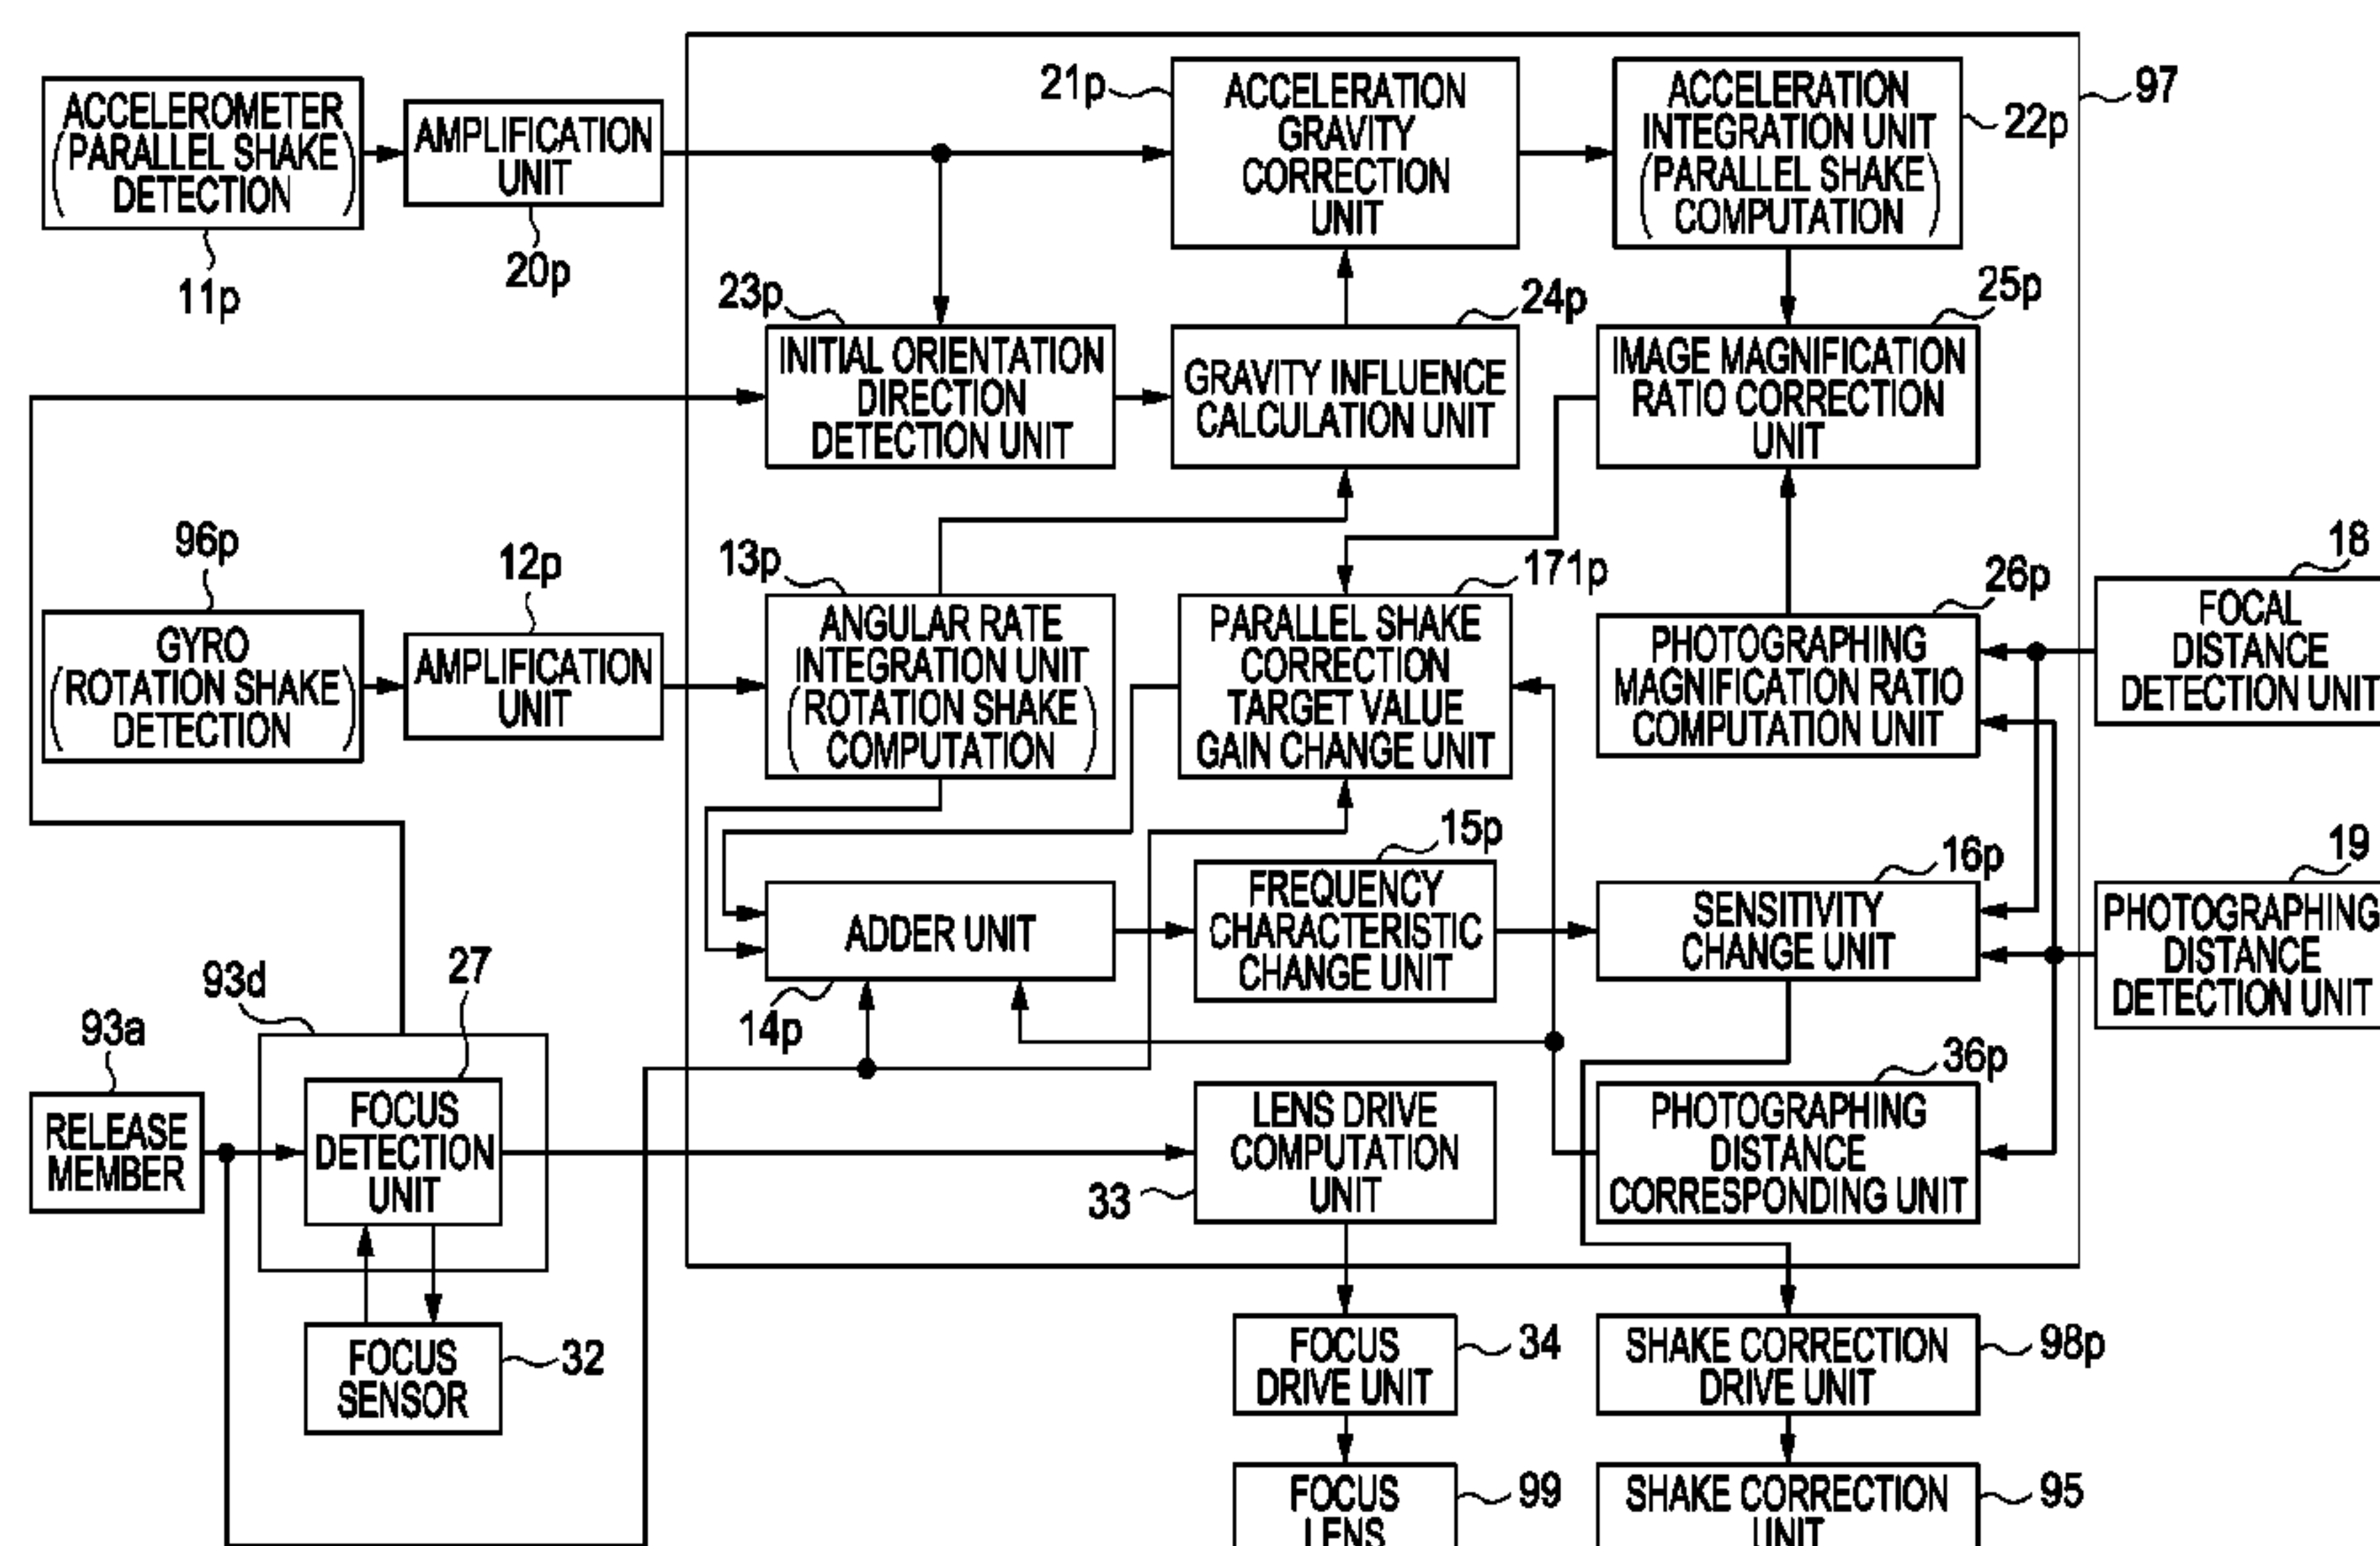 ACCELEROMETER
(PARALLEL SHAKE
DETECTION)
11p
AMPLIFICATION
UNIT
20p
21p
ACCELERATION
GRAVITY
CORRECTION
UNIT
ACCELERATION
INTEGRATION UNIT
(PARALLEL SHAKE
COMPUTATION)
22p
97
23p
INITIAL ORIENTATION
DIRECTION
DETECTION UNIT
24p
GRAVITY INFLUENCE
CALCULATION UNIT
25p
IMAGE MAGNIFICATION
RATIO CORRECTION
UNIT
96p
GYRO
(ROTATION SHAKE
DETECTION)
12p
AMPLIFICATION
UNIT
13p
ANGULAR RATE
INTEGRATION UNIT
(ROTATION SHAKE
COMPUTATION)
171p
PARALLEL SHAKE
CORRECTION
TARGET VALUE
GAIN CHANGE UNIT
26p
PHOTOGRAPHING
MAGNIFICATION RATIO
COMPUTATION UNIT
18
FOCAL
DISTANCE
DETECTION UNIT
ADDER UNIT
14p
15p
FREQUENCY
CHARACTERISTIC
CHANGE UNIT
16p
SENSITIVITY
CHANGE UNIT
19
PHOTOGRAPHING
DISTANCE
DETECTION UNIT
93a
RELEASE
MEMBER
93d
27
FOCUS
DETECTION
UNIT
LENS DRIVE
COMPUTATION
UNIT
33
36p
PHOTOGRAPHING
DISTANCE
CORRESPONDING UNIT
FOCUS
SENSOR
32
FOCUS
DRIVE UNIT
34
SHAKE CORRECTION
DRIVE UNIT
98p
FOCUS
LENS
99
SHAKE CORRECTION
UNIT
95